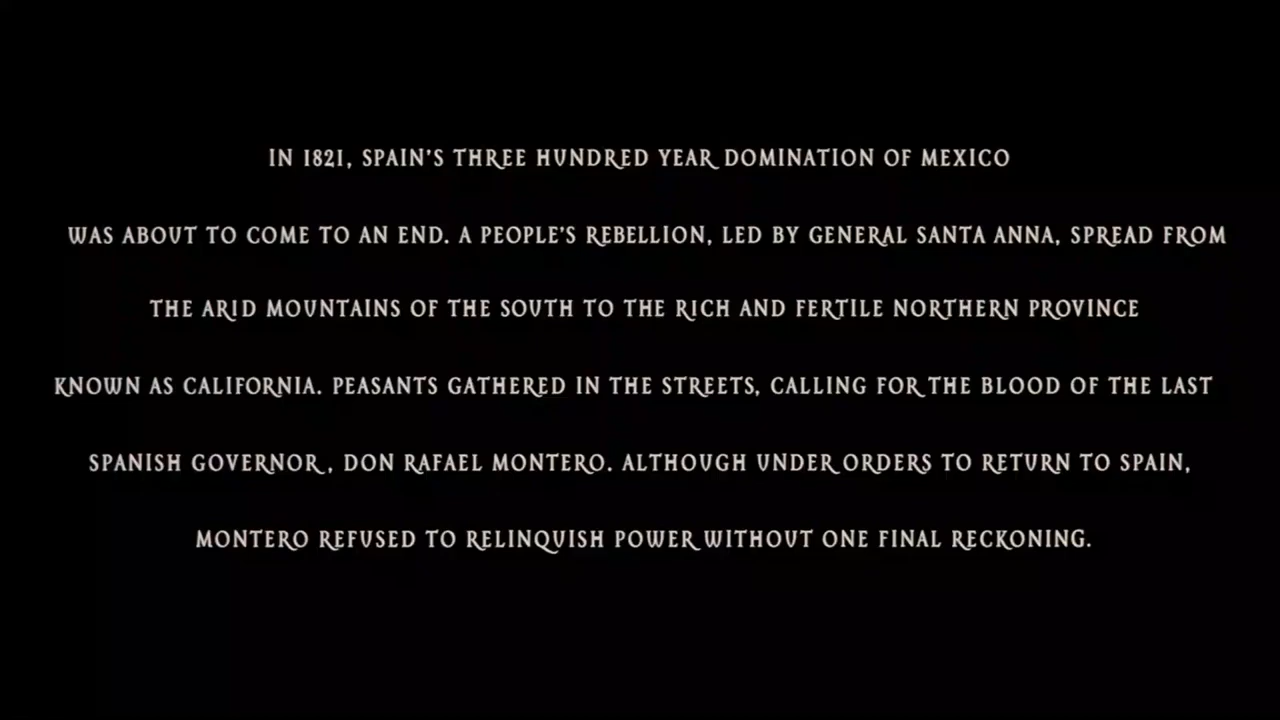 IN 1821, SPAIN'S THREE HUNDRED YEAR DOMINATION OF MEXICO
WAS ABOUT TO COME TO AN END. A PEOPLE'S REBELLION, LED BY GENERAL SANTA ANNA, SPREAD FROM
THE ARID MOUNTAINS OF THE SOUTH TO THE RICH AND FERTILE NORTHERN PROVINCE
KNOWN AS CALIFORNIA. PEASANTS GATHERED IN THE STREETS, CALLING FOR THE BLOOD OF THE LAST
SPANISH GOVERNOR, DON RAFAEL MONTERO. ALTHOUGH UNDER ORDERS TO RETURN TO SPAIN,
MONTERO REFUSED TO RELINQUISH POWER WITHOUT ONE FINAL RECKONING.